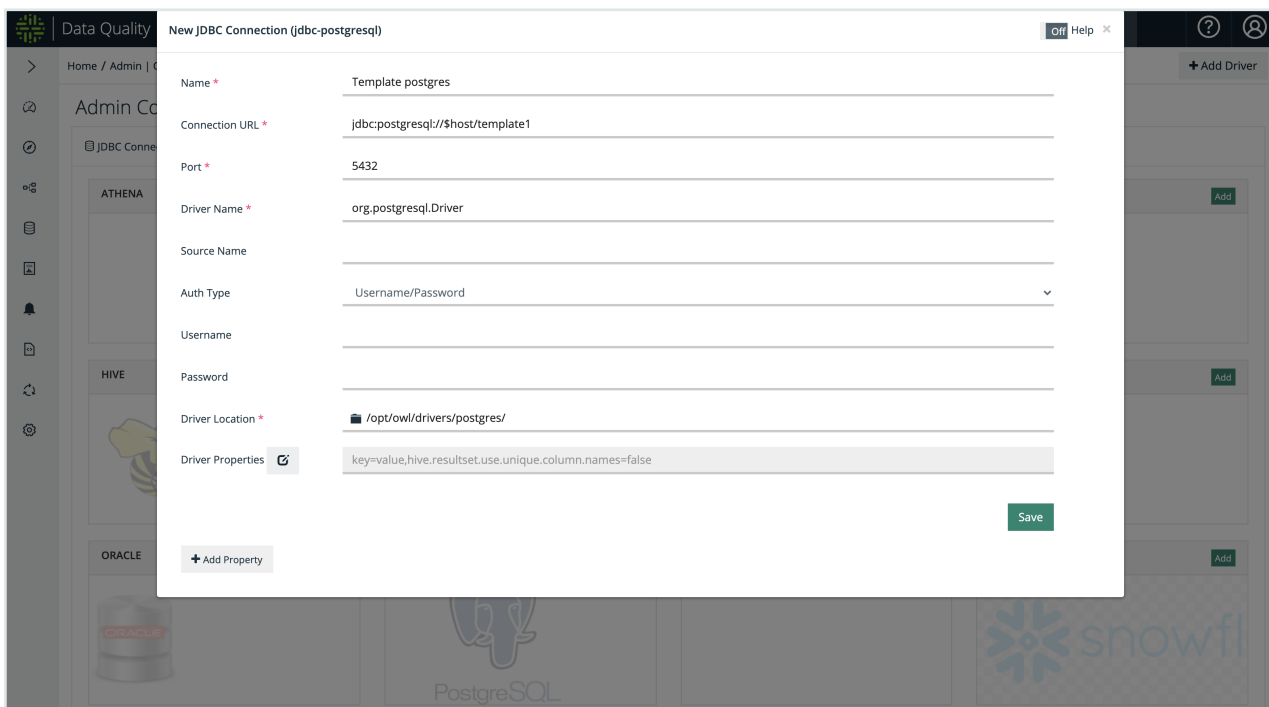 Data Quality
New JDBC Connection (jdbc-postgresql)
Off Help ×
Home / Admin |
+ Add Driver
Name *
Template postgres
Admin Co
Connection URL *
jdbc:postgresql://$host/template1
JDBC Conne
Port *
5432
ATHENA
Add
Driver Name *
org.postgresql.Driver
Source Name
Auth Type
Username/Password
Username
HIVE
Add
Password
Driver Location *
/opt/owl/drivers/postgres/
Driver Properties
key=value,hive.resultset.use.unique.column.names=false
Save
ORACLE
Add
+ Add Property
ORACLE
PostgreSQL
snowfl